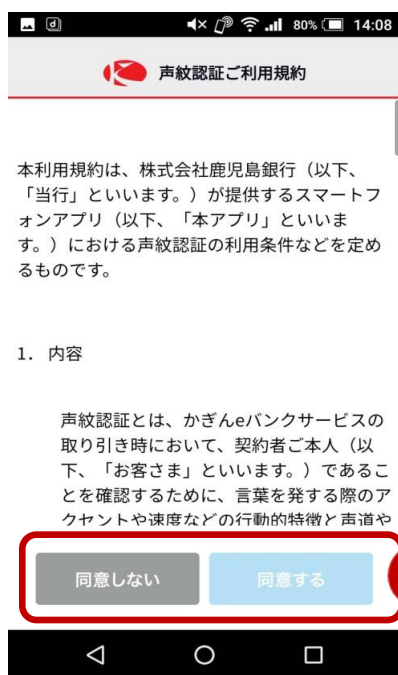 80% 14:08
声紋認証ご利用規約
本利用規約は、株式会社鹿児島銀行（以下、
「当行」といいます。）が提供するスマートフ
ォンアプリ（以下、「本アプリ」といいま
す。）における声紋認証の利用条件などを定め
るものです。
1. 内容
声紋認証とは、かぎんeバンクサービスの
取り引き時において、契約者ご本人（以
下、「お客さま」といいます。）であるこ
とを確認するために、言葉を発する際のア
クセントや速度などの行動的特徴と声道や
同意しない 同意する